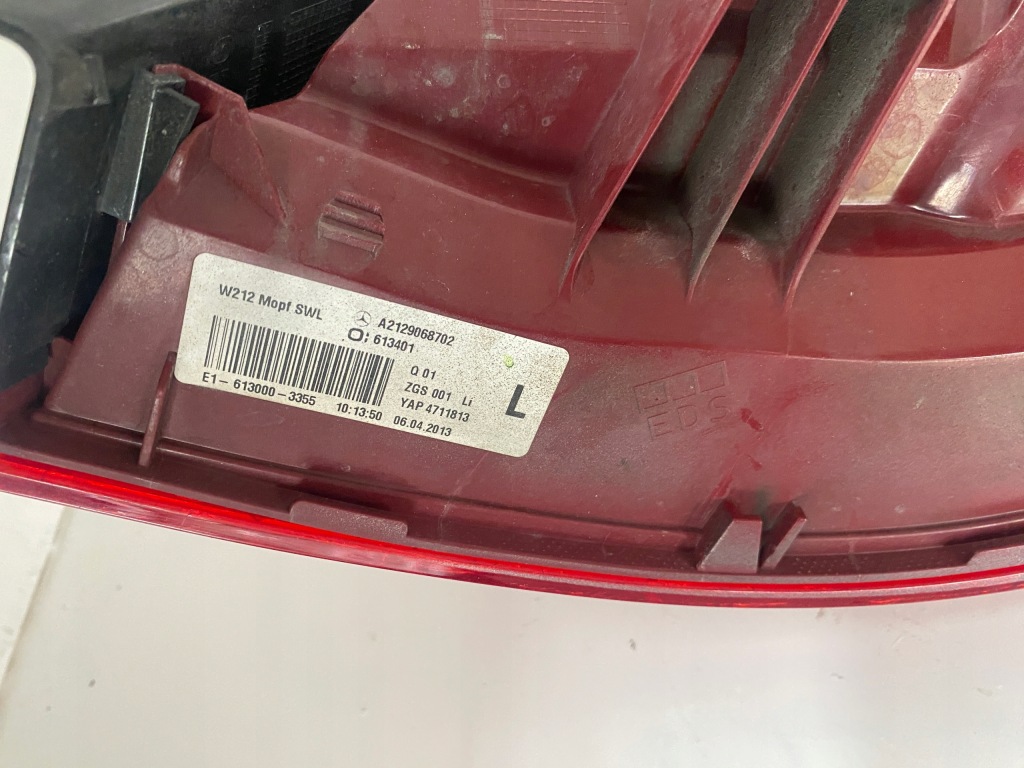 W212 Mopf SWL
A2129068702
O; 613401
Q 01
ZGS 001 Li
YAP 4711813
L
E1- 613000-3355 10:13:50 06.04.2013
EDS